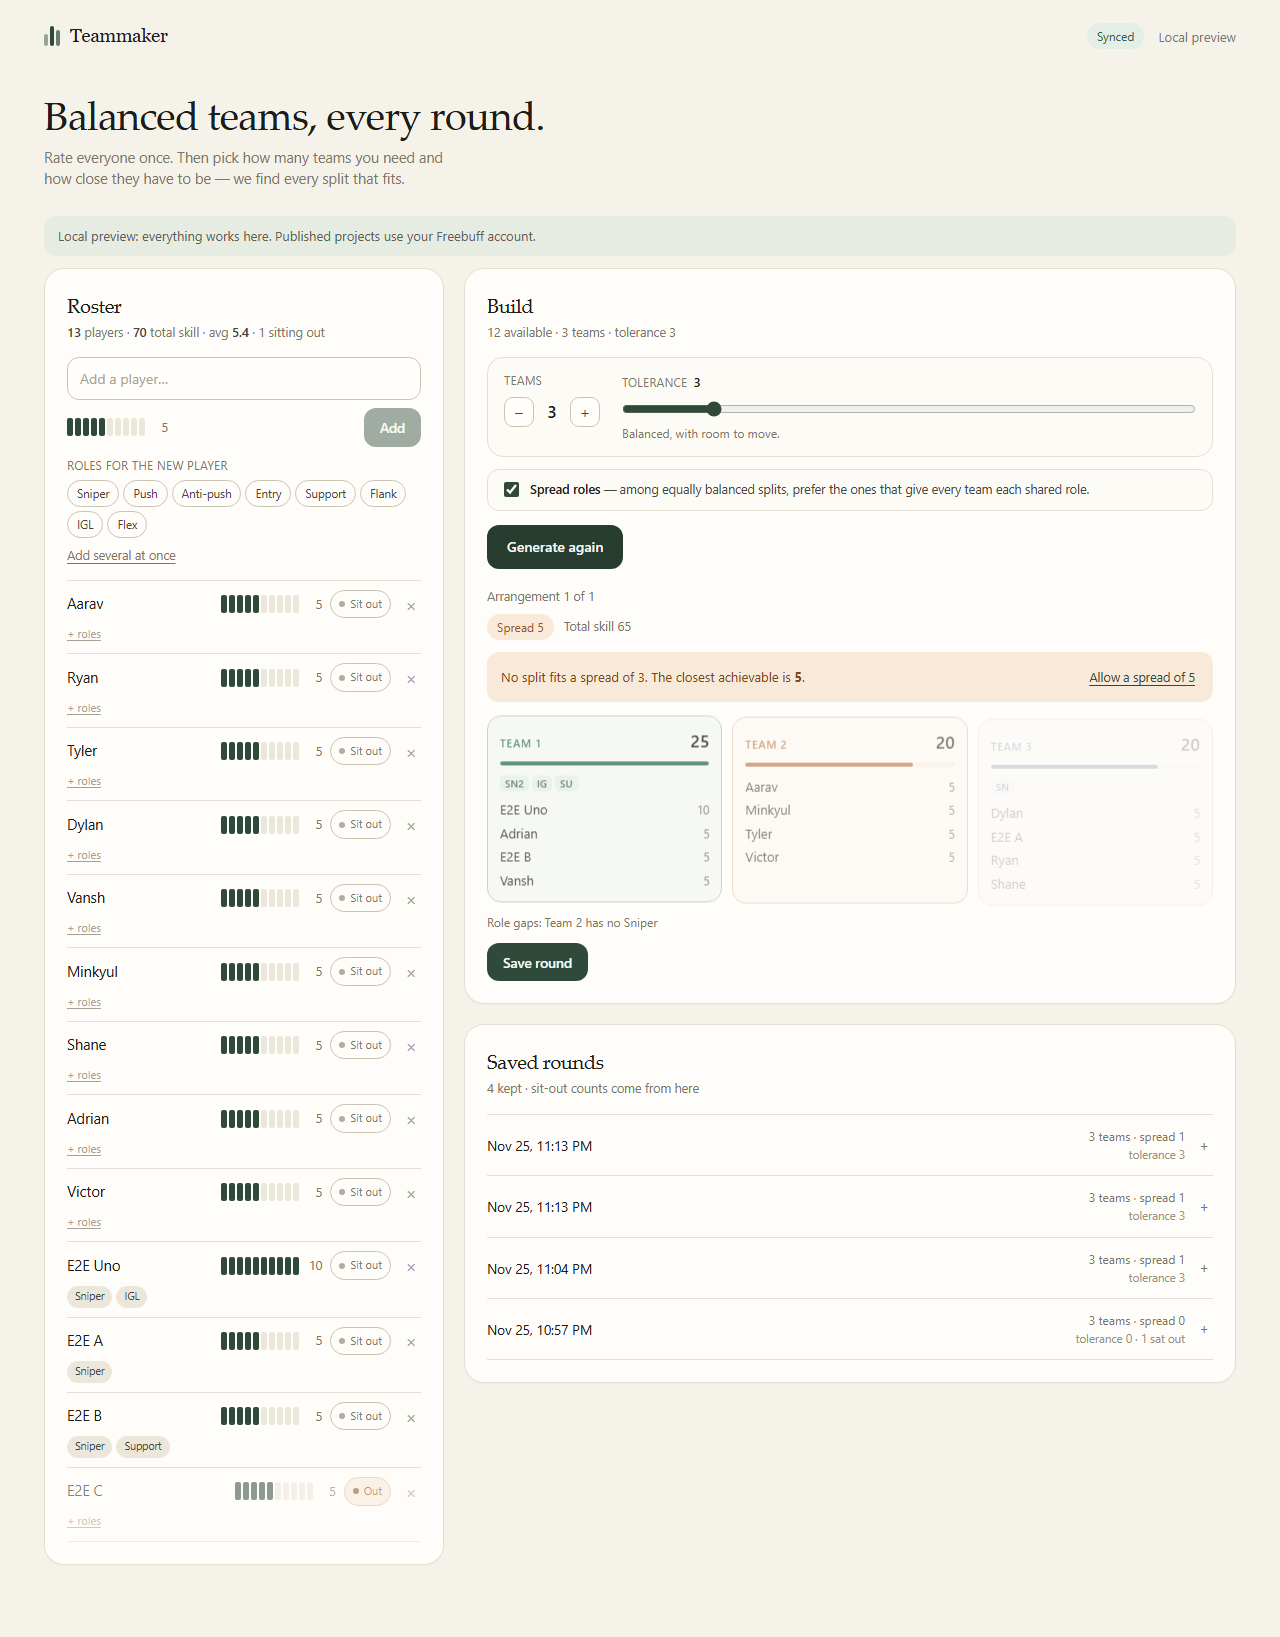 Teammaker
Synced
Local preview
Balanced teams, every round.
Rate everyone once. Then pick how many teams you need and
how close they have to be — we find every split that fits.
Local preview: everything works here. Published projects use your Freebuff account.
Roster
13 players · 70 total skill · avg 5.4 · 1 sitting out
Add a player...
5
Add
ROLES FOR THE NEW PLAYER
Sniper Push Anti-push Entry Support Flank
IGL Flex
Add several at once
Aarav 5 Sit out ×
+ roles
Ryan 5 Sit out ×
+ roles
Tyler 5 Sit out ×
+ roles
Dylan 5 Sit out ×
+ roles
Vansh 5 Sit out ×
+ roles
Minkyul 5 Sit out ×
+ roles
Shane 5 Sit out ×
+ roles
Adrian 5 Sit out ×
+ roles
Victor 5 Sit out ×
+ roles
E2E Uno 10 Sit out ×
Sniper IGL
E2E A 5 Sit out ×
Sniper
E2E B 5 Sit out ×
Sniper Support
E2E C 5 Out ×
+ roles
Build
12 available · 3 teams · tolerance 3
TEAMS
− 3 +
TOLERANCE 3
Balanced, with room to move.
Spread roles — among equally balanced splits, prefer the ones that give every team each shared role.
Generate again
Arrangement 1 of 1
Spread 5 Total skill 65
No split fits a spread of 3. The closest achievable is 5.
Allow a spread of 5
TEAM 1 25
SN2 IG SU
E2E Uno 10
Adrian 5
E2E B 5
Vansh 5
TEAM 2 20
Aarav 5
Minkyul 5
Tyler 5
Victor 5
TEAM 3 20
SN
Dylan 5
E2E A 5
Ryan 5
Shane 5
Role gaps: Team 2 has no Sniper
Save round
Saved rounds
4 kept · sit-out counts come from here
Nov 25, 11:13 PM
3 teams · spread 1
tolerance 3
+
Nov 25, 11:13 PM
3 teams · spread 1
tolerance 3
+
Nov 25, 11:04 PM
3 teams · spread 1
tolerance 3
+
Nov 25, 10:57 PM
3 teams · spread 0
tolerance 0 · 1 sat out
+